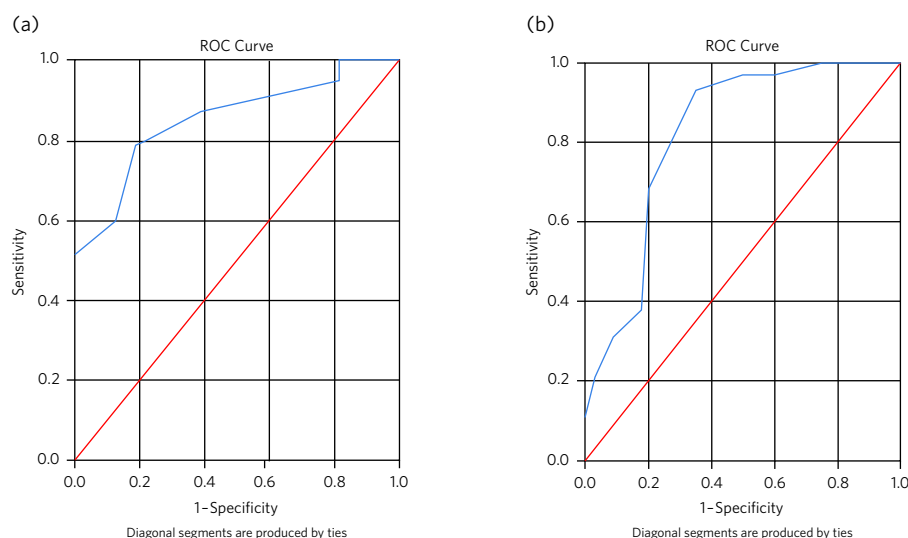 (a)
ROC Curve
1.0
0.8
0.6
0.4
0.2
0.0
Sensitivity
0.0 0.2 0.4 0.6 0.8 1.0
1–Specificity
Diagonal segments are produced by ties
(b)
ROC Curve
1.0
0.8
0.6
0.4
0.2
0.0
Sensitivity
0.0 0.2 0.4 0.6 0.8 1.0
1–Specificity
Diagonal segments are produced by ties